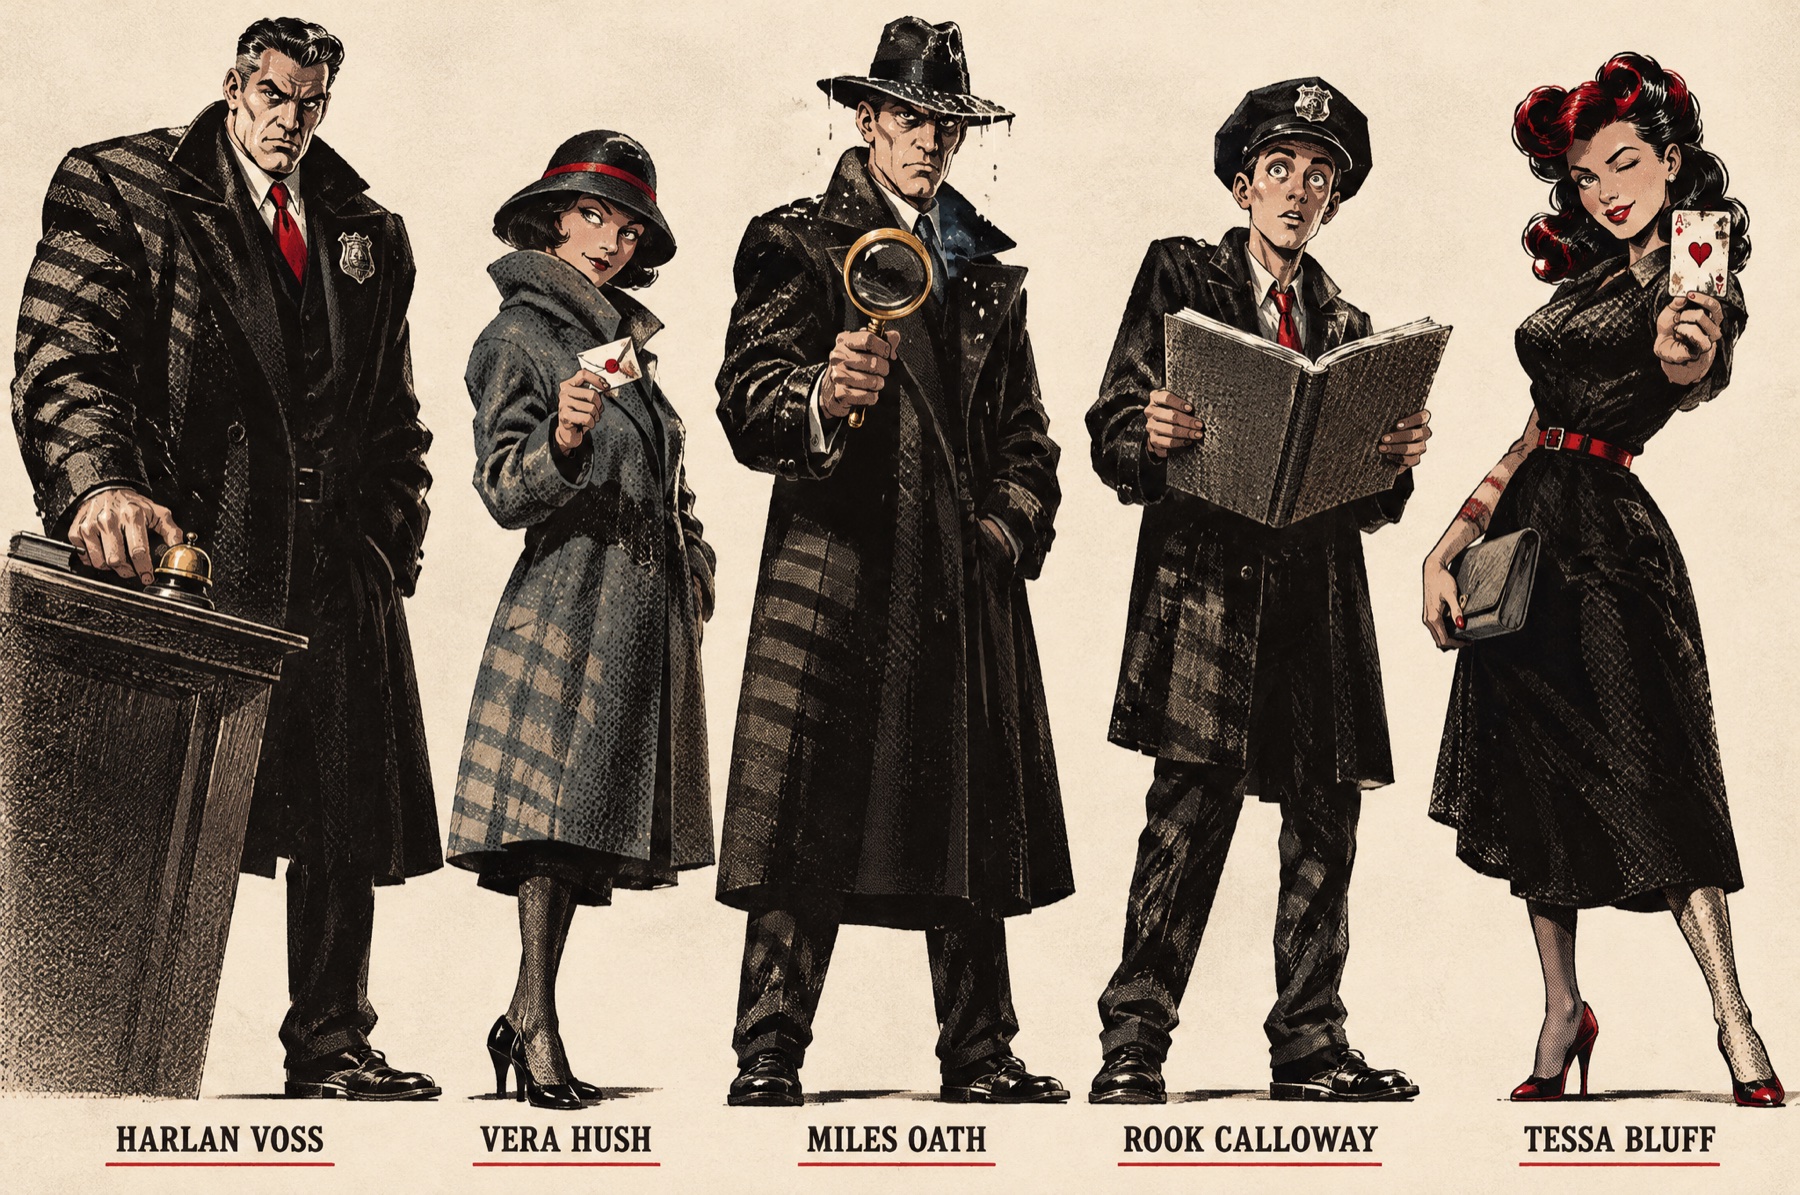 A
A
HARLAN VOSS
VERA HUSH
MILES OATH
ROOK CALLOWAY
TESSA BLUFF